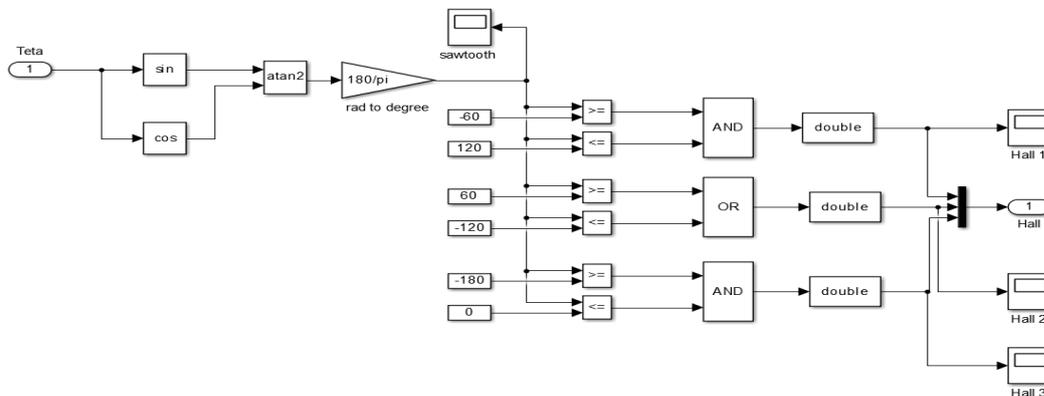 Teta
1
sin
cos
atan2
180/pi
rad to degree
sawtooth
-60
120
60
-120
-180
0
>=
<=
>=
<=
>=
<=
AND
OR
AND
double
double
double
Hall 1
1
Hall
Hall 2
Hall 3